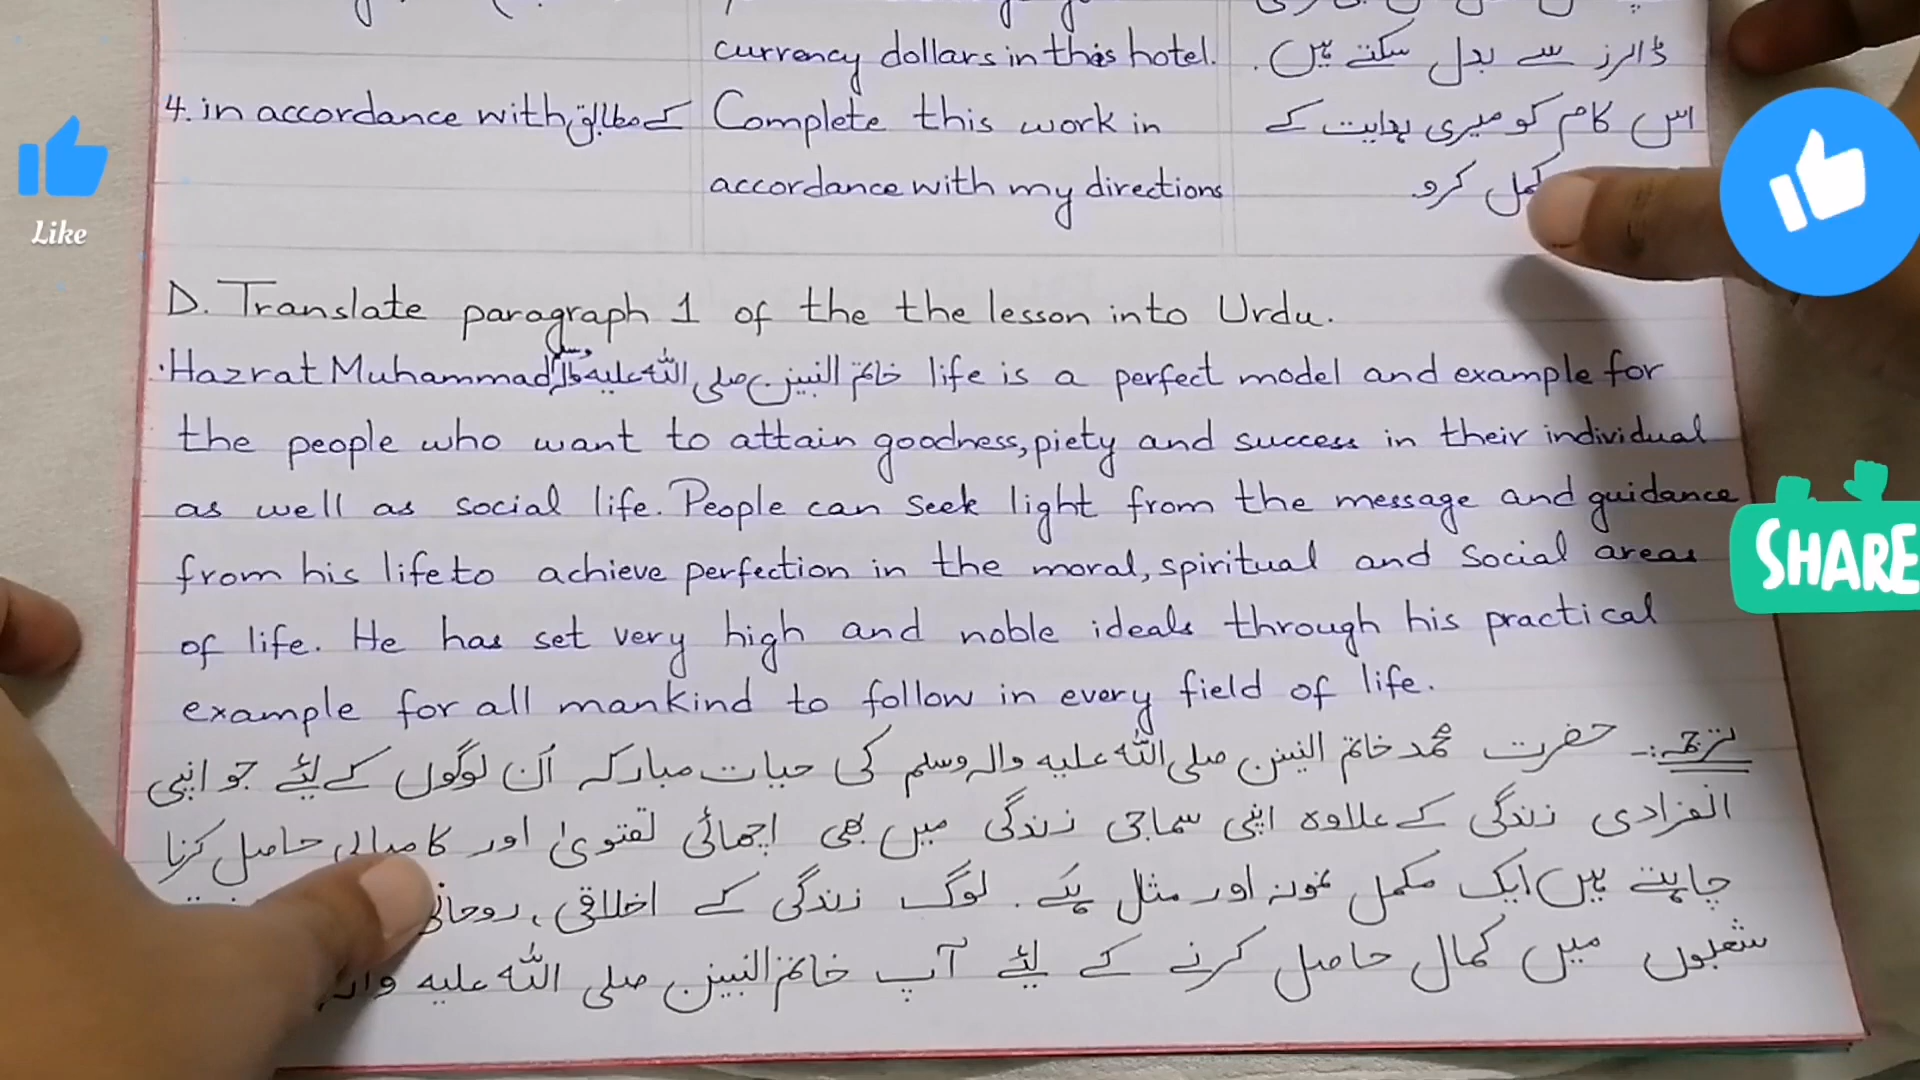 currency dollars in this hotel. ڈالرز سے بدل سکتے ہیں.
4. in accordance with کے مطابق Complete this work in اس کام کو میری ہدایت کے
accordance with my directions مکمل کرو
Like
D. Translate paragraph 1 of the the lesson into Urdu.
Hazrat Muhammad خاتم النبیین صلی اللہ علیہ وآلہ وسلم life is a perfect model and example for
the people who want to attain goodness, piety and success in their individual
as well as social life. People can seek light from the message and guidance
from his life to achieve perfection in the moral, spiritual and social areas
of life. He has set very high and noble ideals through his practical
example for all mankind to follow in every field of life.
ترجمہ:- حضرت محمد خاتم النبین صلی اللہ علیہ والہ وسلم کی حیات مبارکہ اُن لوگوں کے لئے جو اپنی
انفرادی زندگی کے علاوہ اپنی سماجی زندگی میں بھی اچھائی تقویٰ اور کامیابی حاصل کرنا
چاہتے ہیں ایک مکمل نمونہ اور مثل ہے. لوگ زندگی کے اخلاقی، روحانی
شعبوں میں کمال حاصل کرنے کے لئے آپ خاتم النبین صلی اللہ علیہ والہ
SHARE